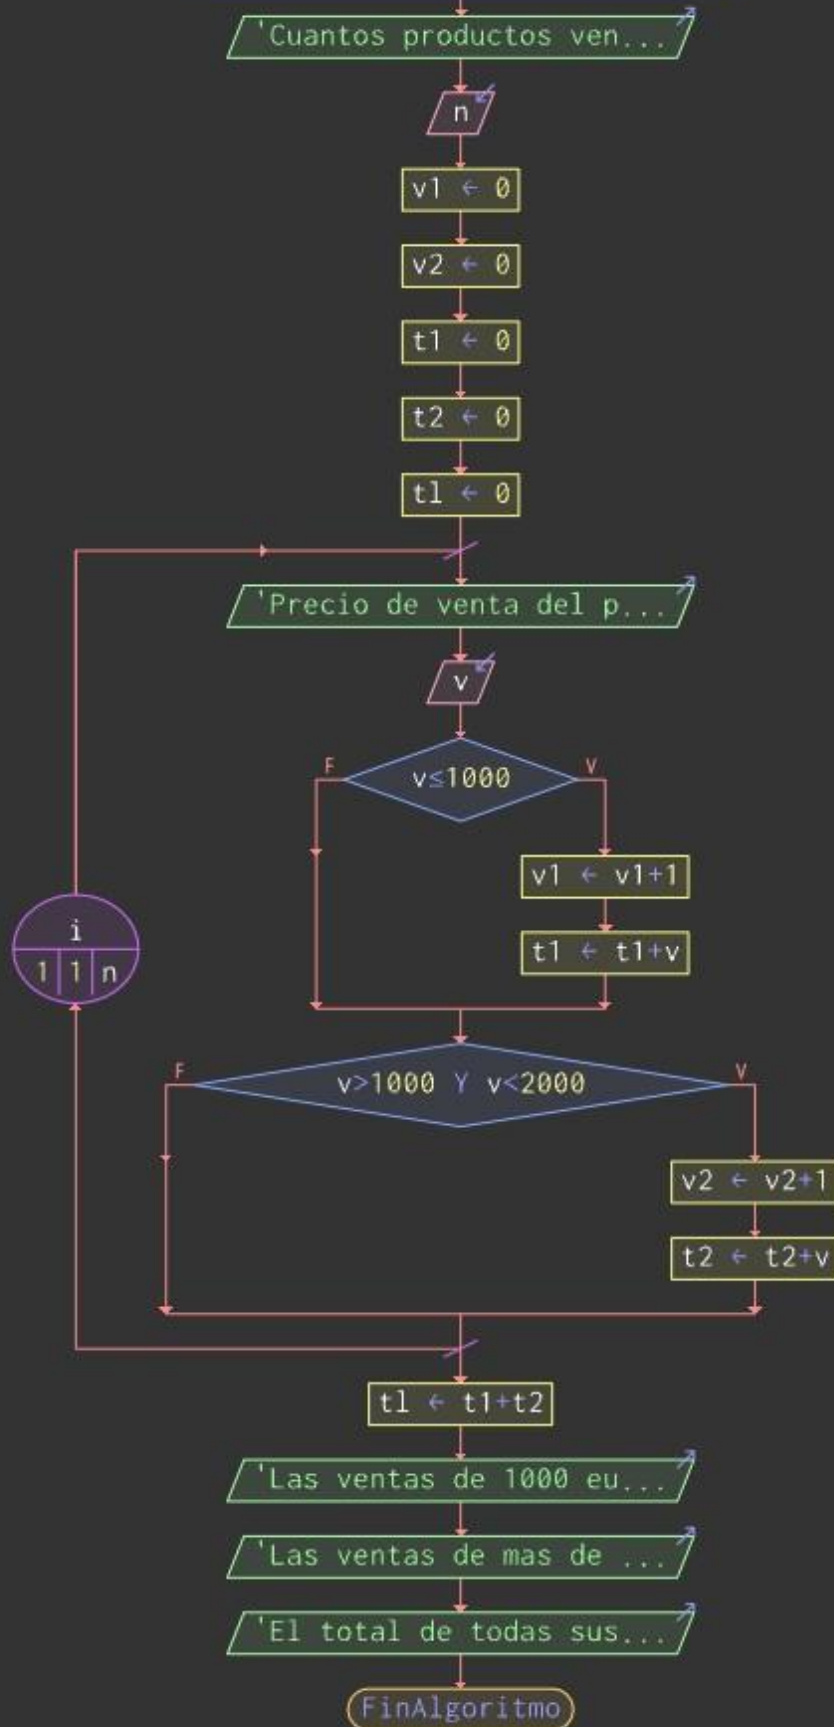 'Cuantos productos ven...
n
v1 ← 0
v2 ← 0
t1 ← 0
t2 ← 0
tl ← 0
'Precio de venta del p...
v
F
v≤1000
V
v1 ← v1+1
t1 ← t1+v
i
1 1 n
F
v>1000 Y v<2000
V
v2 ← v2+1
t2 ← t2+v
tl ← t1+t2
'Las ventas de 1000 eu...
'Las ventas de mas de ...
'El total de todas sus...
FinAlgoritmo